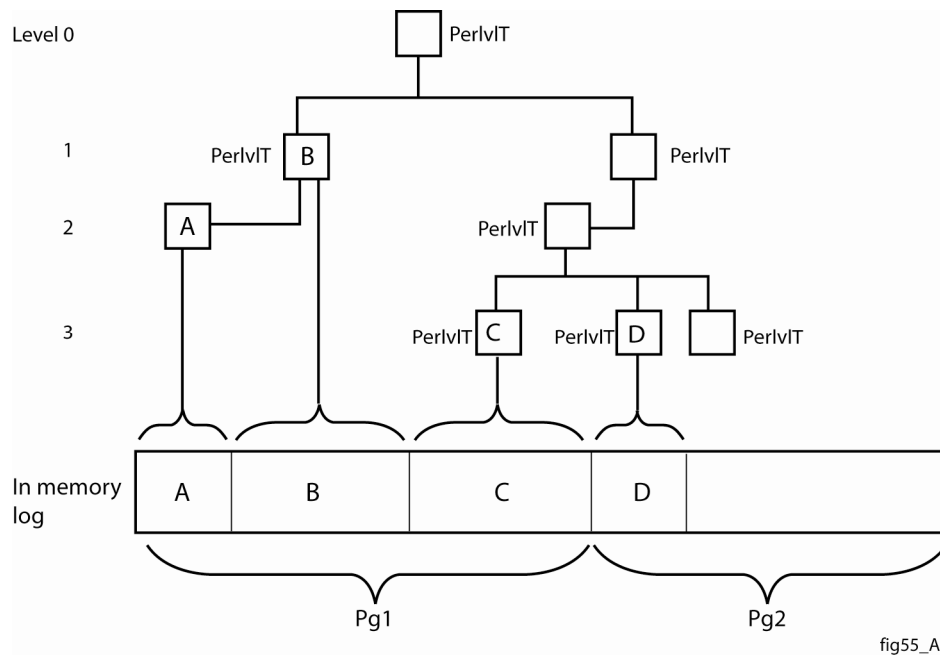 Level 0
PerlvlT
1
PerlvlT
B
PerlvlT
2
A
PerlvlT
3
PerlvlT
C
PerlvlT
D
PerlvlT
In memory
log
A
B
C
D
Pg1
Pg2
fig55_A